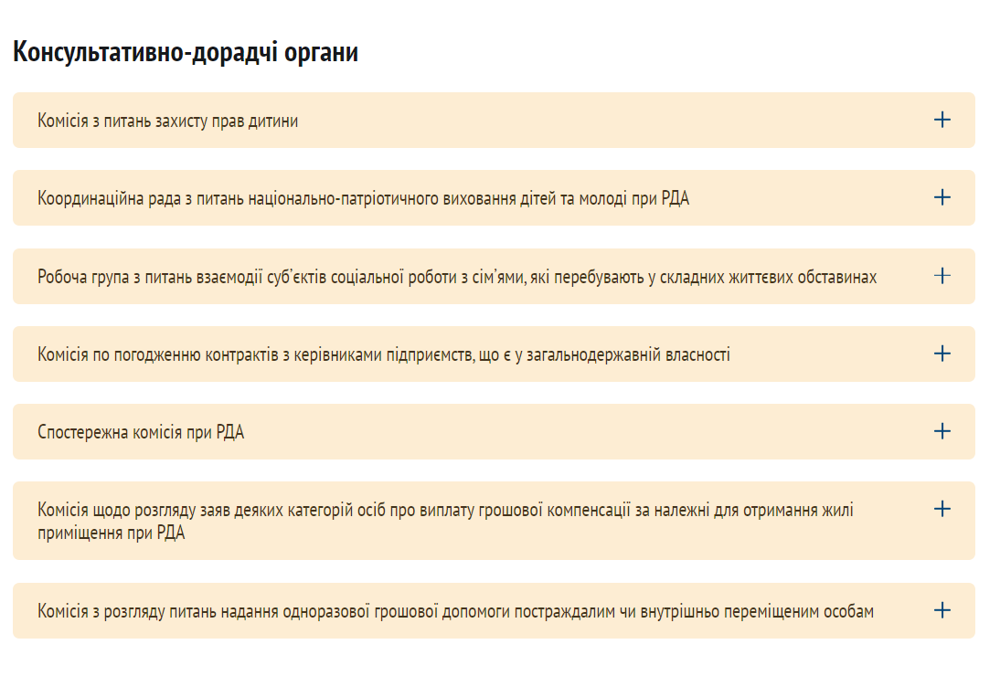 Консультативно-дорадчі органи
Комісія з питань захисту прав дитини
Координаційна рада з питань національно-патріотичного виховання дітей та молоді при РДА
Робоча група з питань взаємодії суб’єктів соціальної роботи з сім’ями, які перебувають у складних життєвих обставинах
Комісія по погодженню контрактів з керівниками підприємств, що є у загальнодержавній власності
Спостережна комісія при РДА
Комісія щодо розгляду заяв деяких категорій осіб про виплату грошової компенсації за належні для отримання жилі
приміщення при РДА
Комісія з розгляду питань надання одноразової грошової допомоги постраждалим чи внутрішньо переміщеним особам